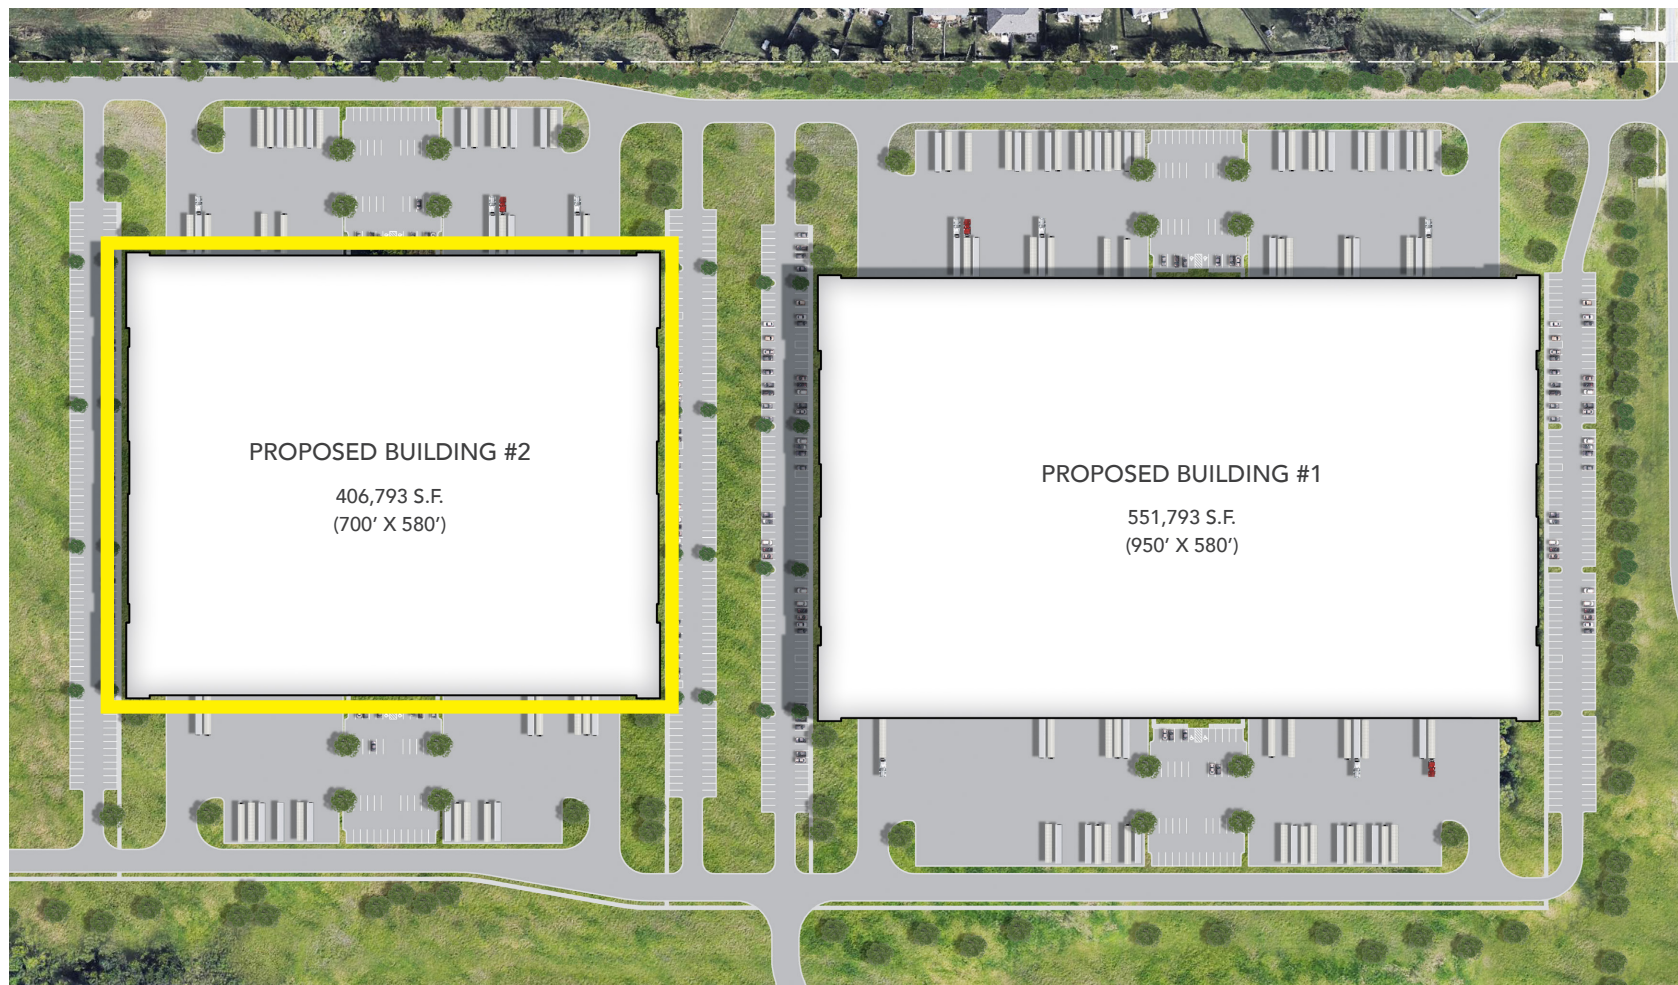 PROPOSED BUILDING #2
406,793 S.F.
(700’ X 580’)
PROPOSED BUILDING #1
551,793 S.F.
(950’ X 580’)